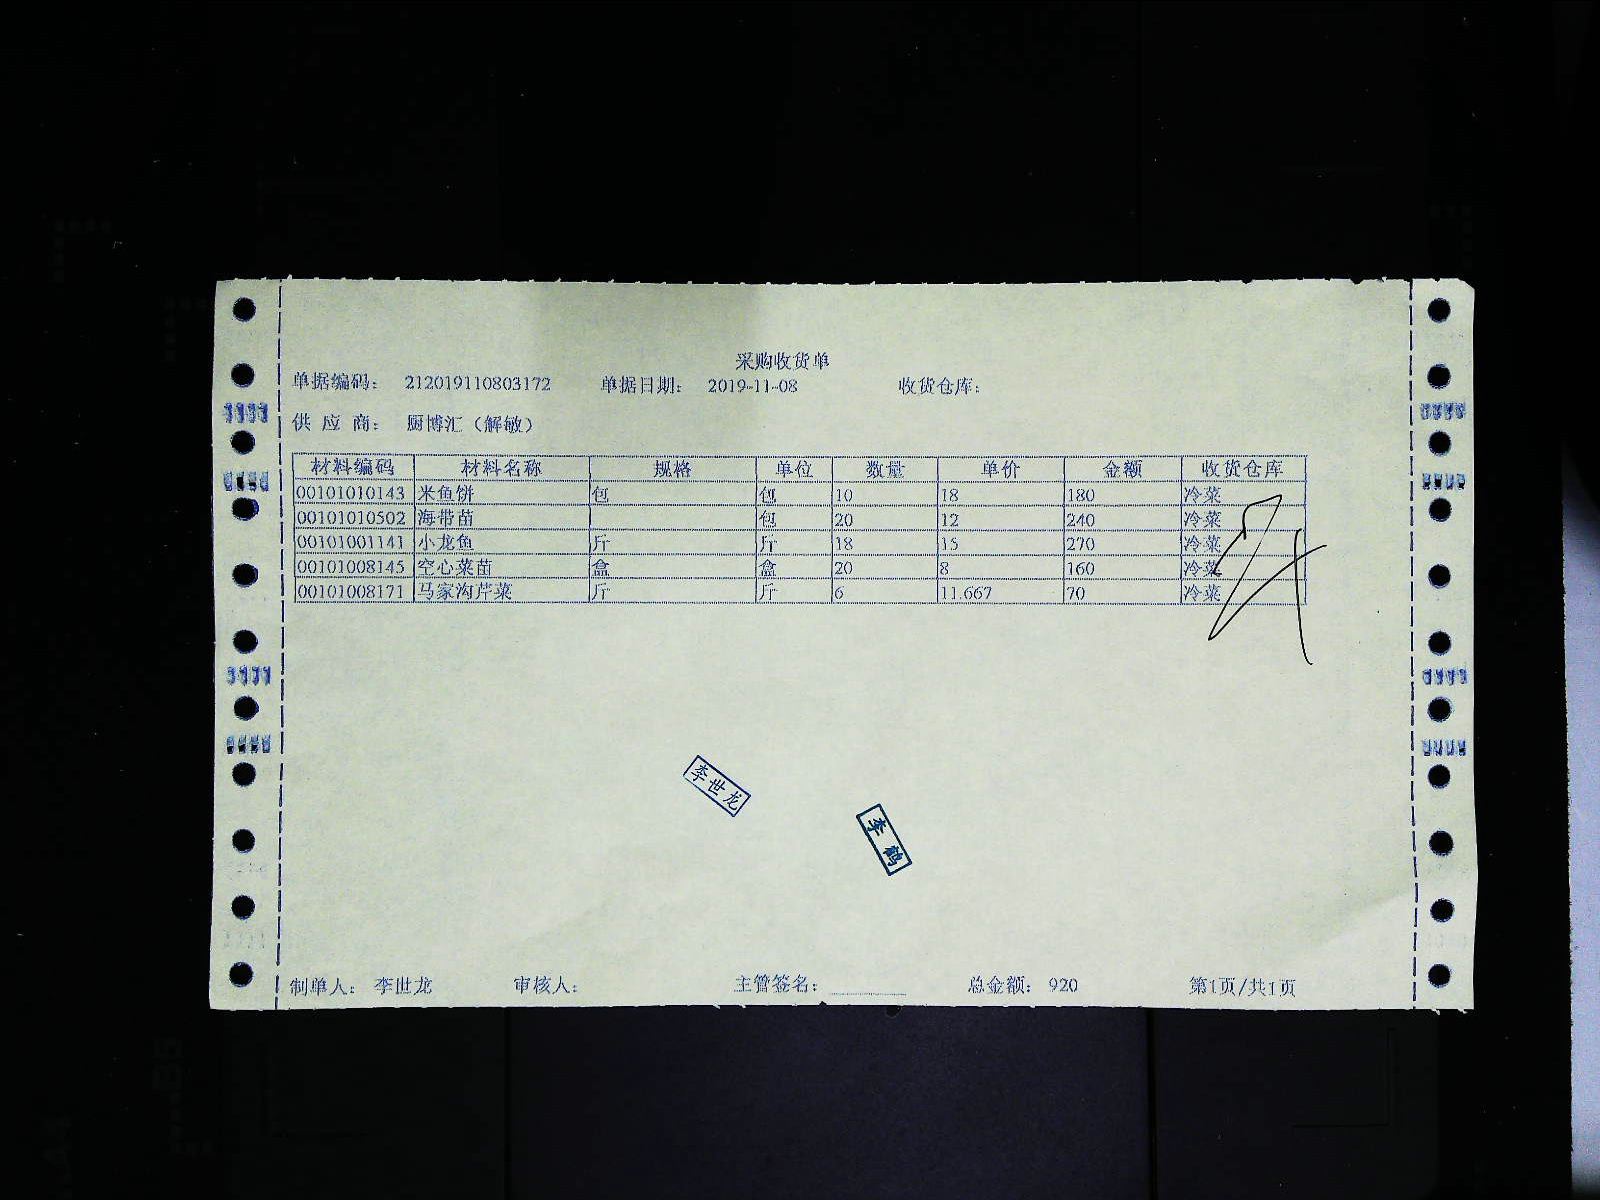 采购收货单
单据编码： 212019110803172 单据日期： 2019-11-08 收货仓库：
供 应 商： 厨博汇（解敏）
材料编码 材料名称 规格 单位 数量 单价 金额 收货仓库
00101010143 米鱼饼 包 包 10 18 180 冷菜
00101010502 海带苗 包 20 12 240 冷菜
00101001141 小龙鱼 斤 斤 18 15 270 冷菜
00101008145 空心菜苗 盒 盒 20 8 160 冷菜
00101008171 马家沟芹菜 斤 斤 6 11.667 70 冷菜
李世龙
李鹤
制单人： 李世龙 审核人： 主管签名： 总金额： 920 第1页/共1页